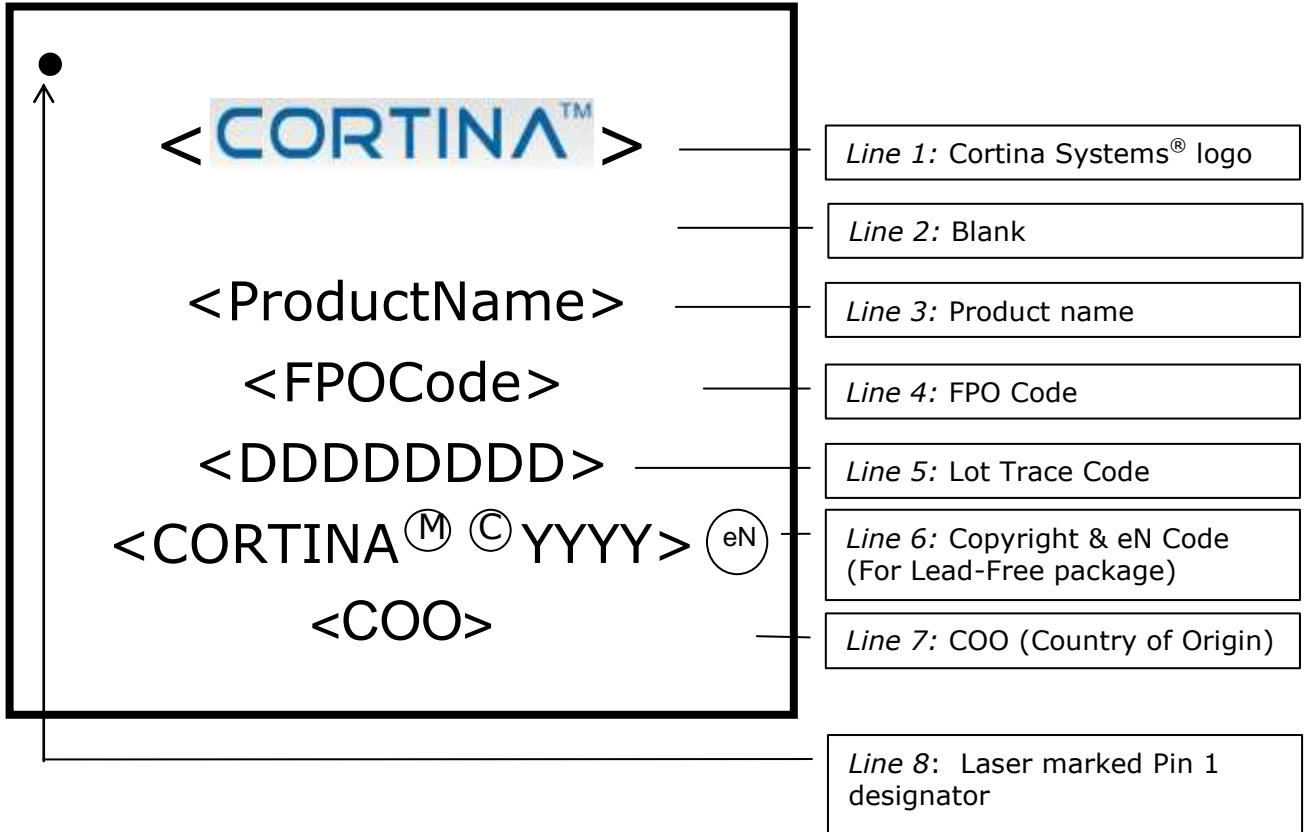 <CORTINA™>
Line 1: Cortina Systems® logo
Line 2: Blank
<ProductName>
Line 3: Product name
<FPOCode>
Line 4: FPO Code
<DDDDDDDD>
Line 5: Lot Trace Code
<CORTINA Ⓜ © YYYY> eN
Line 6: Copyright & eN Code
(For Lead-Free package)
<COO>
Line 7: COO (Country of Origin)
Line 8: Laser marked Pin 1
designator